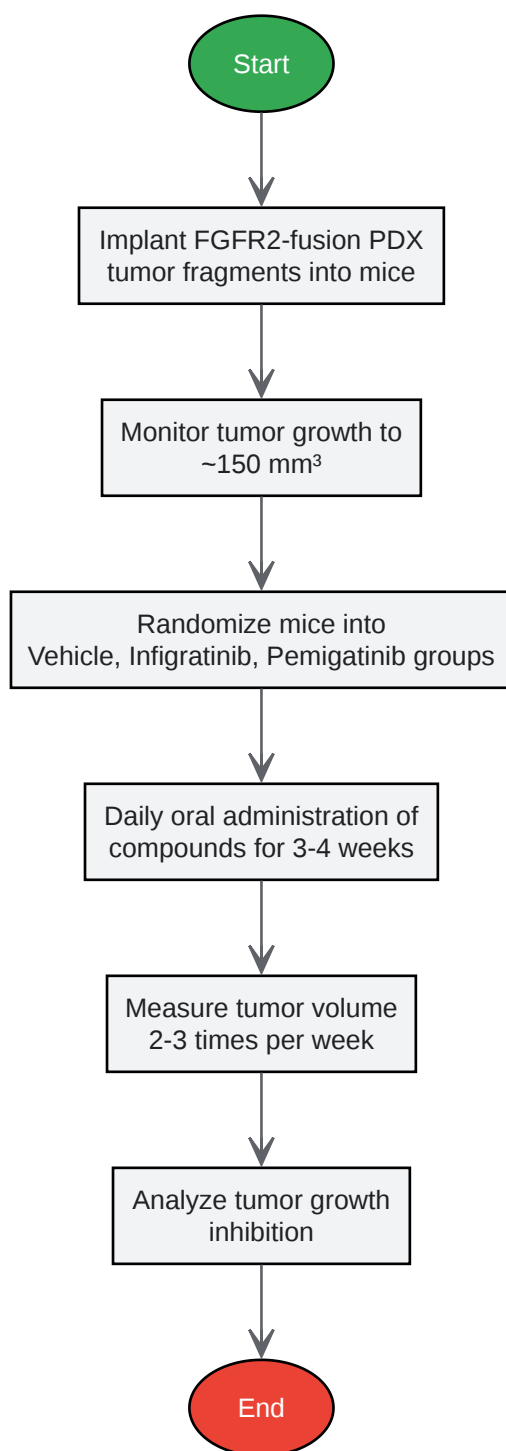 Start
Implant FGFR2-fusion PDX
tumor fragments into mice
Monitor tumor growth to
~150 mm³
Randomize mice into
Vehicle, Infigratinib, Pemigatinib groups
Daily oral administration of
compounds for 3-4 weeks
Measure tumor volume
2-3 times per week
Analyze tumor growth
inhibition
End